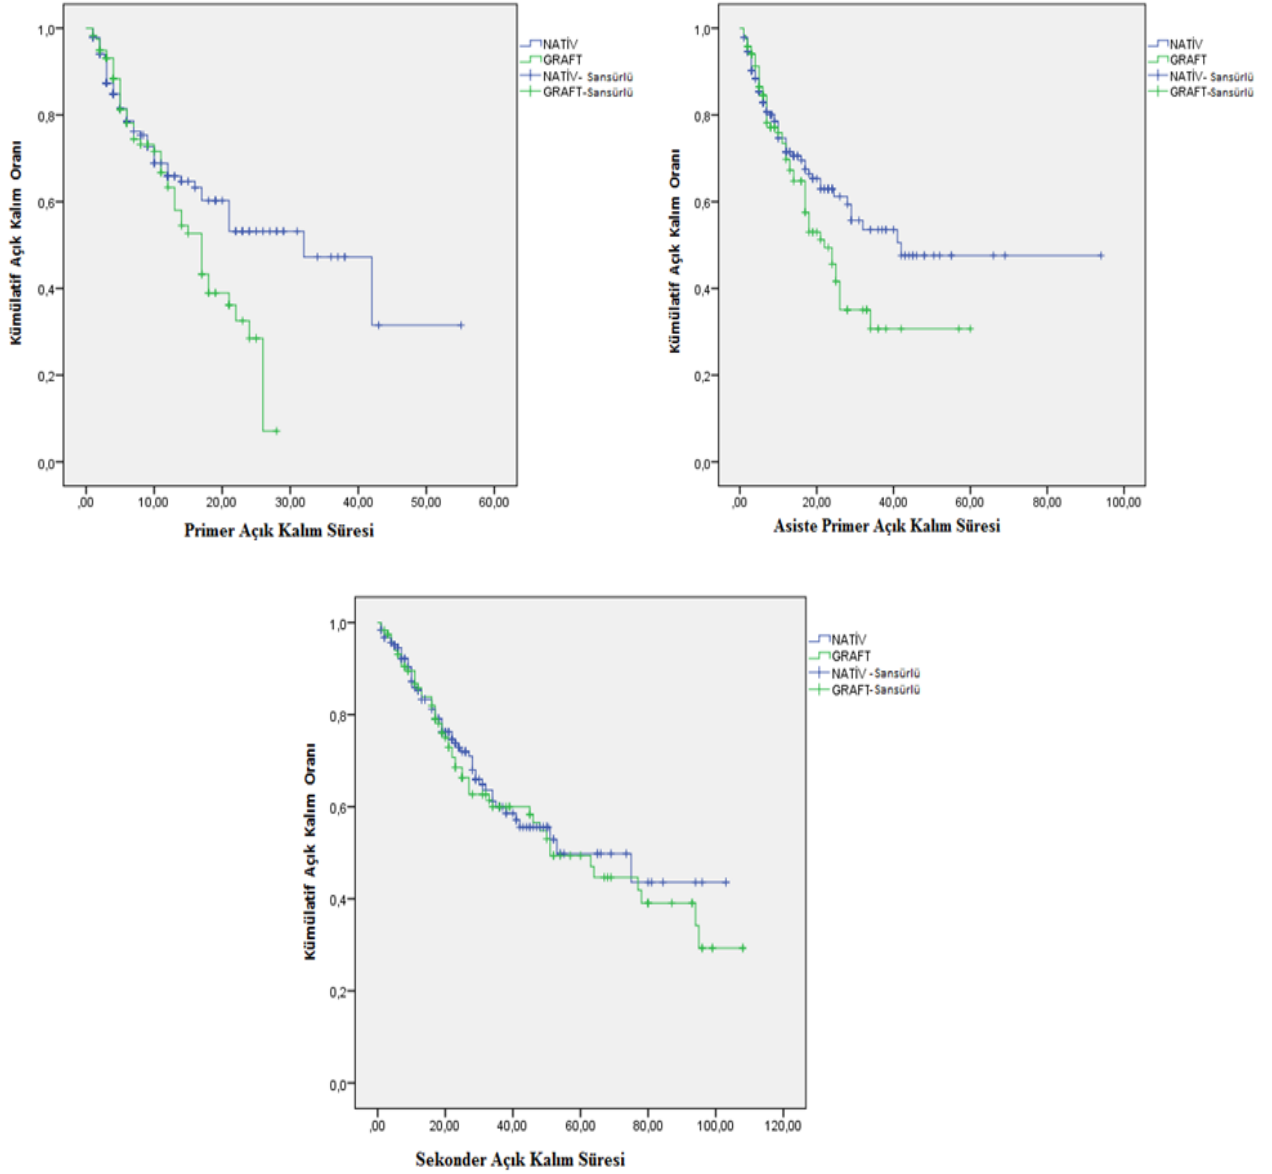 Kümülatif Açık Kalım Oranı
1,0
0,8
0,6
0,4
0,2
0,0
,00 10,00 20,00 30,00 40,00 50,00 60,00
Primer Açık Kalım Süresi
NATİV
GRAFT
NATİV- Sansürlü
GRAFT-Sansürlü
Kümülatif Açık Kalım Oranı
1,0
0,8
0,6
0,4
0,2
0,0
,00 20,00 40,00 60,00 80,00 100,00
Asiste Primer Açık Kalım Süresi
NATİV
GRAFT
NATİV- Sansürlü
GRAFT-Sansürlü
Kümülatif Açık Kalım Oranı
1,0
0,8
0,6
0,4
0,2
0,0
,00 20,00 40,00 60,00 80,00 100,00 120,00
Sekonder Açık Kalım Süresi
NATİV
GRAFT
NATİV -Sansürlü
GRAFT-Sansürlü